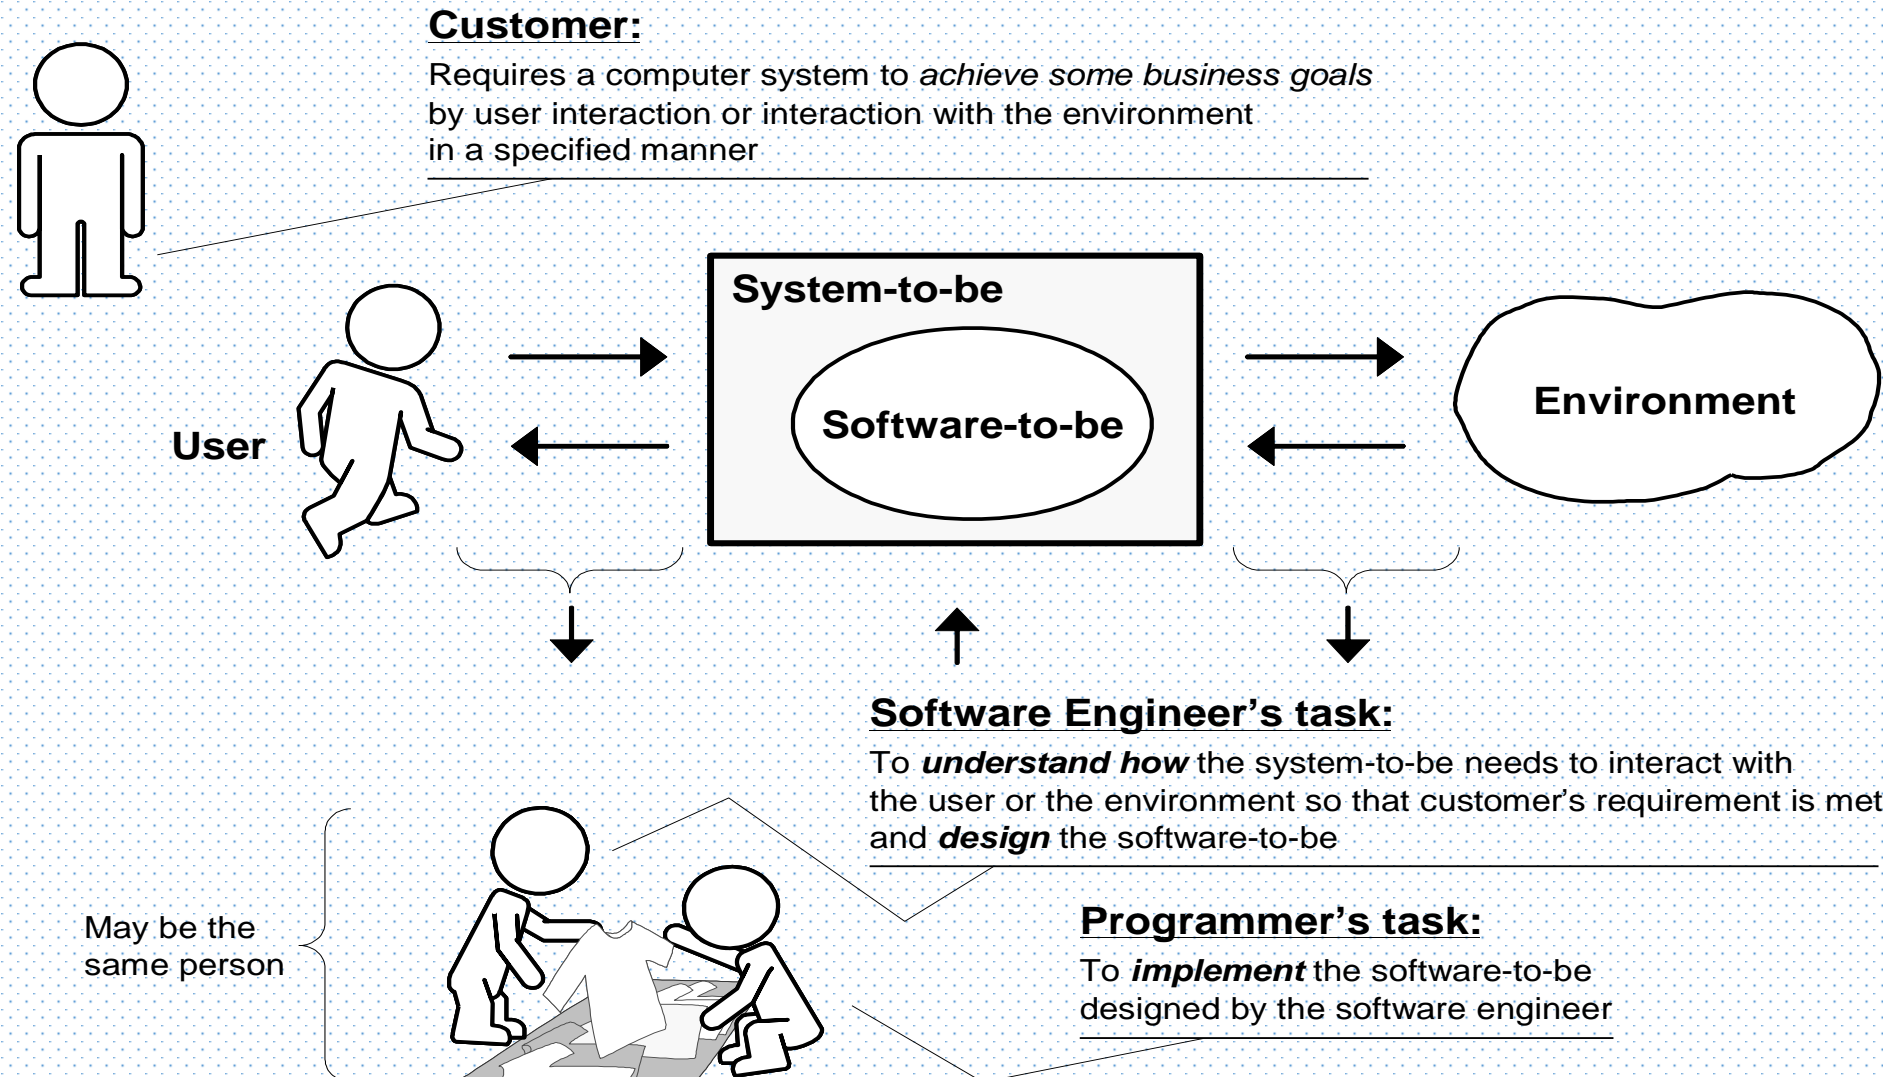 Customer:
Requires a computer system to achieve some business goals
by user interaction or interaction with the environment
in a specified manner
System-to-be
Software-to-be
User
Environment
Software Engineer’s task:
To understand how the system-to-be needs to interact with
the user or the environment so that customer’s requirement is met
and design the software-to-be
May be the
same person
Programmer’s task:
To implement the software-to-be
designed by the software engineer